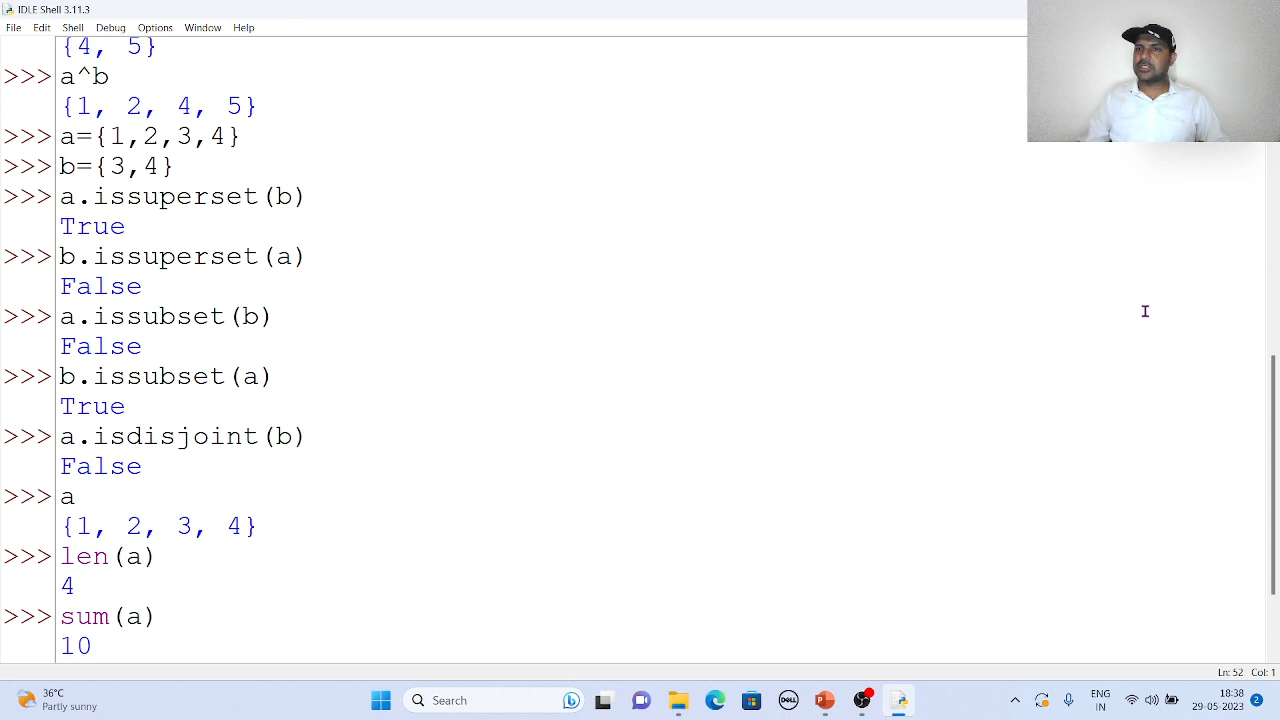 IDLE Shell 3.11.3
File Edit Shell Debug Options Window Help
{4, 5}
>>> a^b
{1, 2, 4, 5}
>>> a={1,2,3,4}
>>> b={3,4}
>>> a.issuperset(b)
True
>>> b.issuperset(a)
False
>>> a.issubset(b)
False
>>> b.issubset(a)
True
>>> a.isdisjoint(b)
False
>>> a
{1, 2, 3, 4}
>>> len(a)
4
>>> sum(a)
10
Ln: 52 Col: 1
36°C
Partly sunny
Search
DELL
ENG
IN
18:38
29-05-2023
2